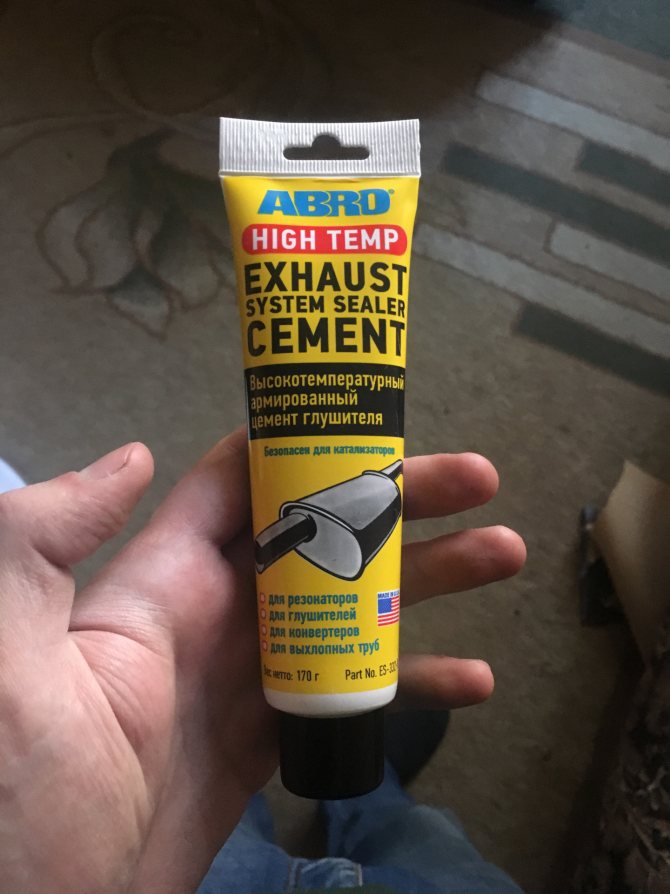 ABRO®
HIGH TEMP
EXHAUST
SYSTEM SEALER
CEMENT
Высокотемпературный
армированный
цемент глушителя
Безопасен для катализаторов
MADE IN U.S.A.
для резонаторов
для глушителей
для конвертеров
для выхлопных труб
Вес нетто: 170 г Part No.